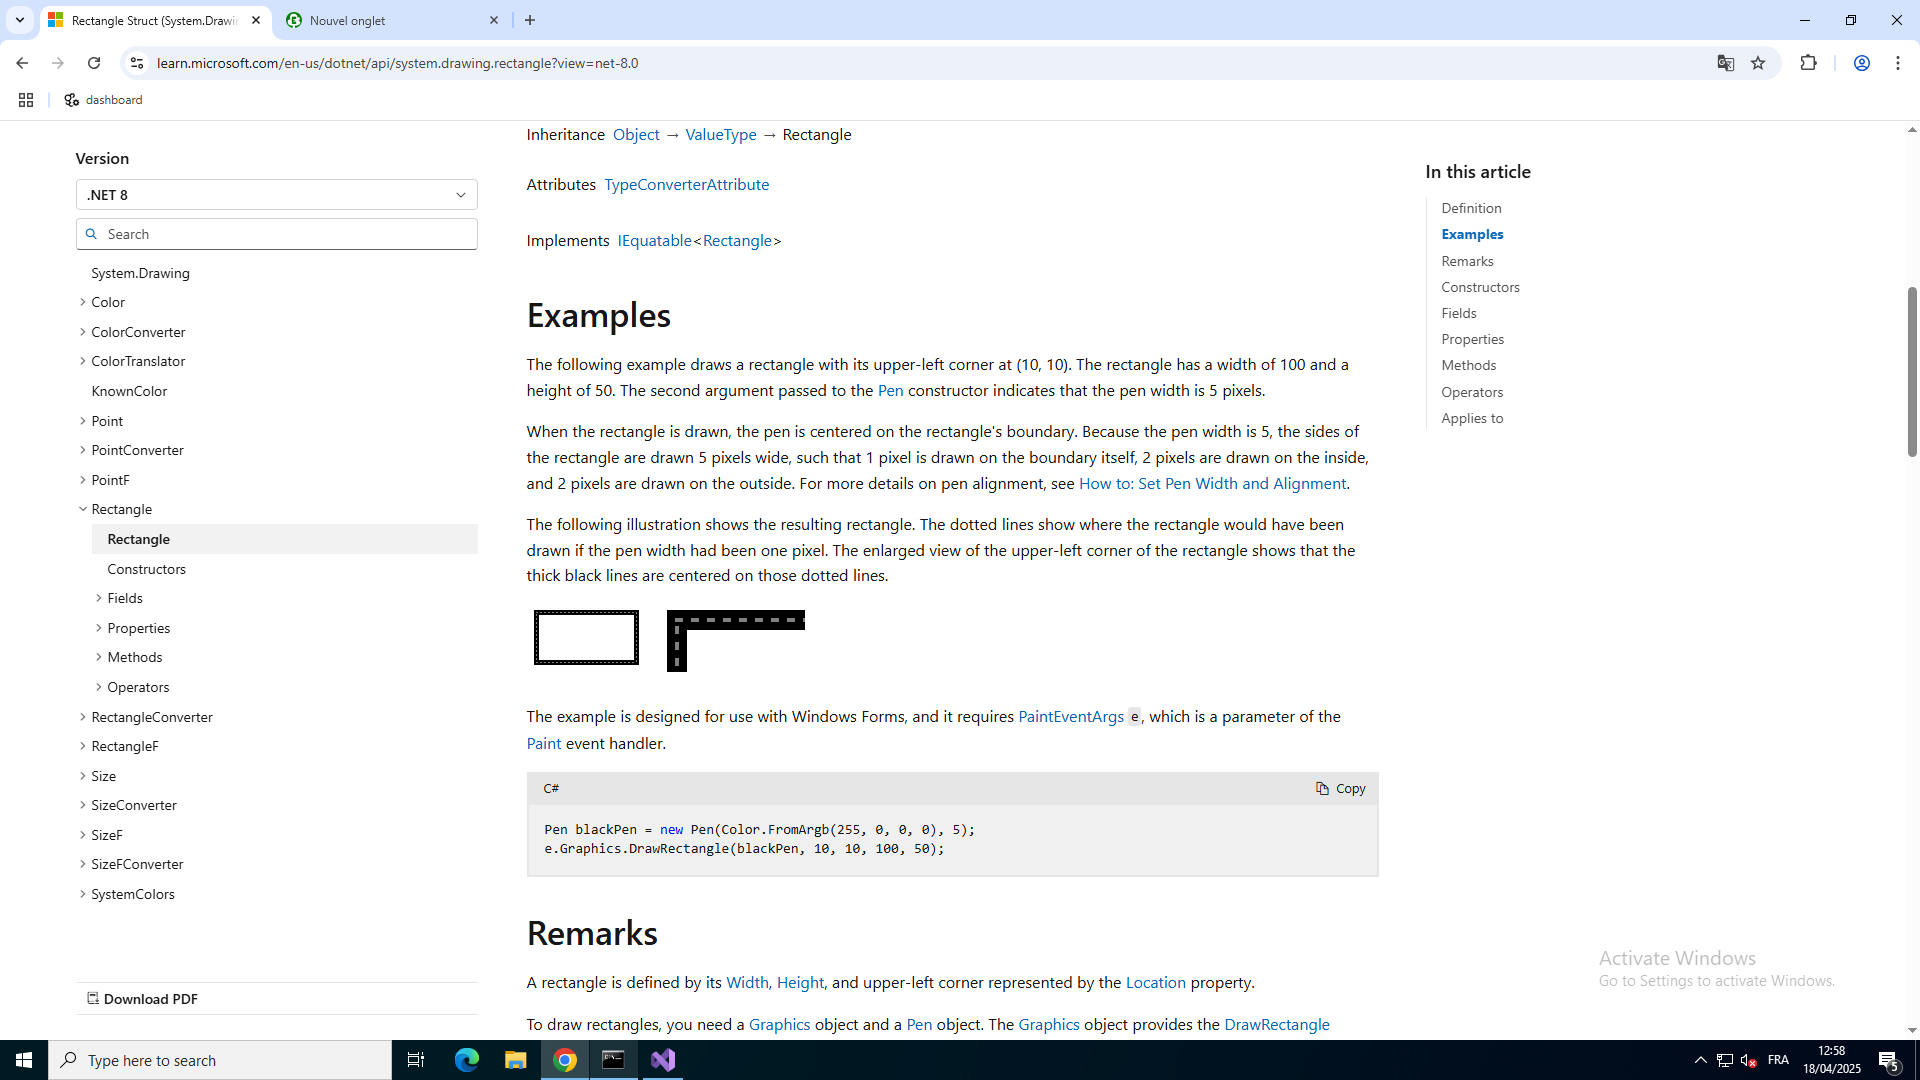 Rectangle Struct (System.Drawin
Nouvel onglet
learn.microsoft.com/en-us/dotnet/api/system.drawing.rectangle?view=net-8.0
dashboard
Version
.NET 8
Search
System.Drawing
Color
ColorConverter
ColorTranslator
KnownColor
Point
PointConverter
PointF
Rectangle
Rectangle
Constructors
Fields
Properties
Methods
Operators
RectangleConverter
RectangleF
Size
SizeConverter
SizeF
SizeFConverter
SystemColors
Download PDF
Inheritance Object → ValueType → Rectangle
Attributes TypeConverterAttribute
Implements IEquatable<Rectangle>
Examples
The following example draws a rectangle with its upper-left corner at (10, 10). The rectangle has a width of 100 and a
height of 50. The second argument passed to the Pen constructor indicates that the pen width is 5 pixels.
When the rectangle is drawn, the pen is centered on the rectangle's boundary. Because the pen width is 5, the sides of
the rectangle are drawn 5 pixels wide, such that 1 pixel is drawn on the boundary itself, 2 pixels are drawn on the inside,
and 2 pixels are drawn on the outside. For more details on pen alignment, see How to: Set Pen Width and Alignment.
The following illustration shows the resulting rectangle. The dotted lines show where the rectangle would have been
drawn if the pen width had been one pixel. The enlarged view of the upper-left corner of the rectangle shows that the
thick black lines are centered on those dotted lines.
The example is designed for use with Windows Forms, and it requires PaintEventArgs e, which is a parameter of the
Paint event handler.
C#
Copy
Pen blackPen = new Pen(Color.FromArgb(255, 0, 0, 0), 5);
e.Graphics.DrawRectangle(blackPen, 10, 10, 100, 50);
Remarks
A rectangle is defined by its Width, Height, and upper-left corner represented by the Location property.
To draw rectangles, you need a Graphics object and a Pen object. The Graphics object provides the DrawRectangle
In this article
Definition
Examples
Remarks
Constructors
Fields
Properties
Methods
Operators
Applies to
Activate Windows
Go to Settings to activate Windows.
Type here to search
FRA
12:58
18/04/2025
5